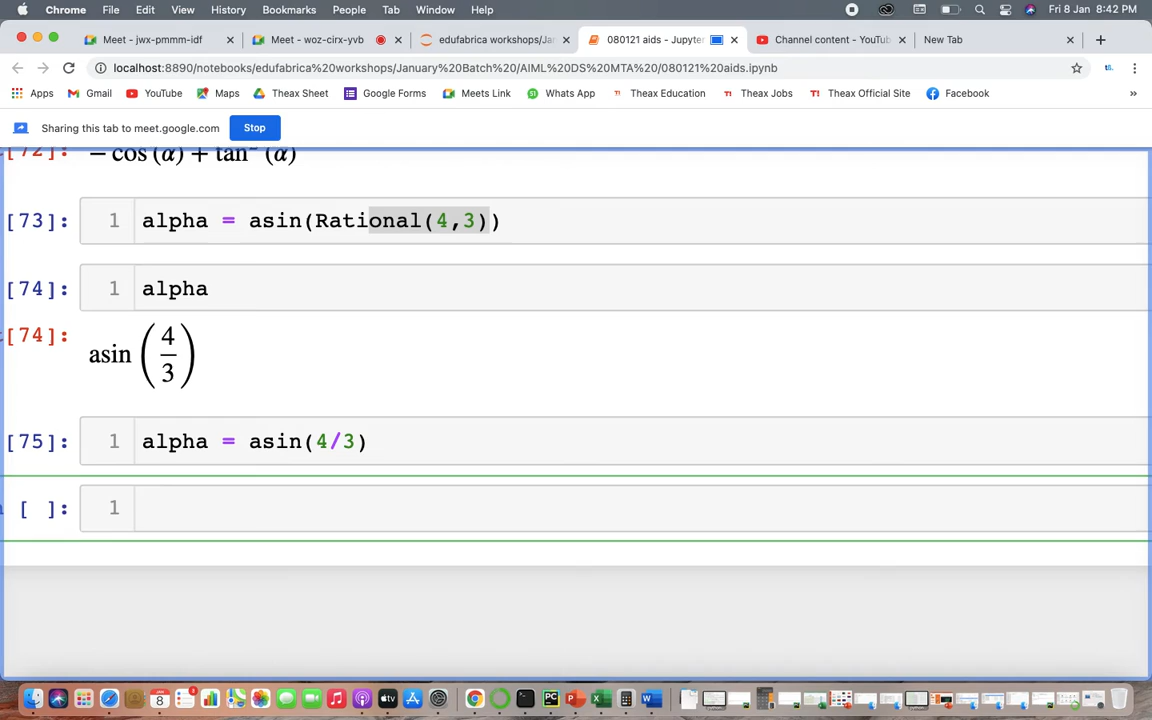 Chrome File Edit View History Bookmarks People Tab Window Help Fri 8 Jan 8:42 PM
Meet - jwx-pmmm-idf Meet - woz-cirx-yvb edufabrica workshops/Jan 080121 aids - Jupyter Channel content - YouTu New Tab
localhost:8890/notebooks/edufabrica%20workshops/January%20Batch%20/AIML%20DS%20MTA%20/080121%20aids.ipynb
Apps Gmail YouTube Maps Theax Sheet Google Forms Meets Link Whats App Theax Education Theax Jobs Theax Official Site Facebook »
Sharing this tab to meet.google.com Stop
[72]: − cos (α) + tan (α)
[73]: 1 alpha = asin(Rational(4,3))
[74]: 1 alpha
[74]: asin (4/3)
[75]: 1 alpha = asin(4/3)
[ ]: 1